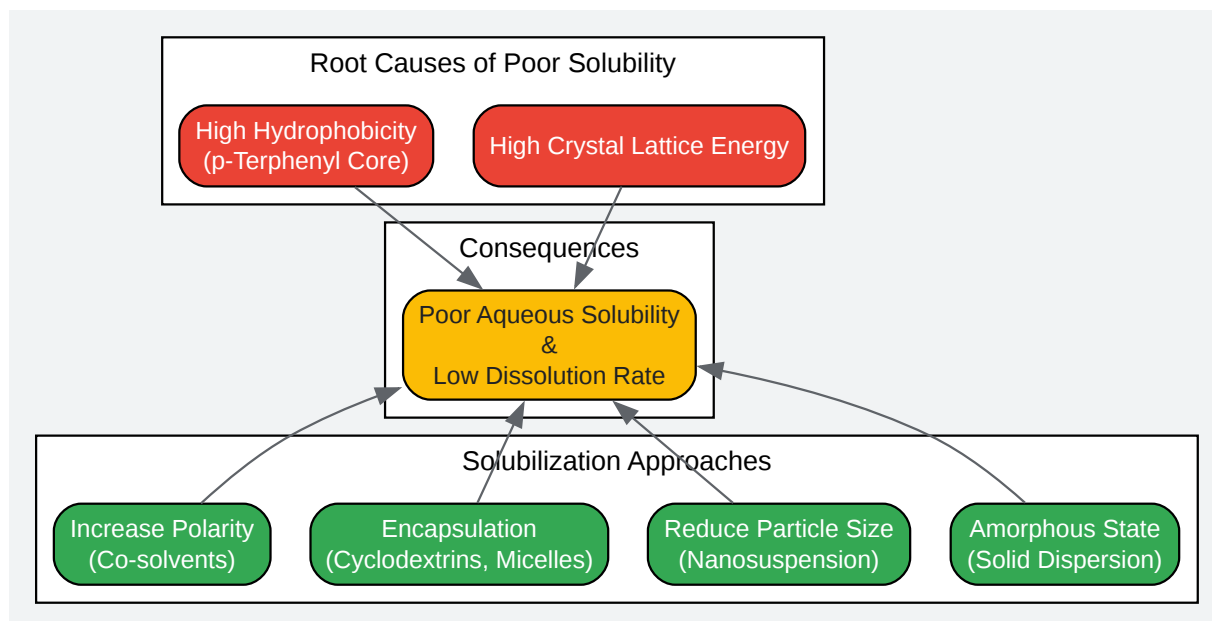 Root Causes of Poor Solubility
High Hydrophobicity
(p-Terphenyl Core)
High Crystal Lattice Energy
Consequences
Poor Aqueous Solubility
&
Low Dissolution Rate
Solubilization Approaches
Increase Polarity
(Co-solvents)
Encapsulation
(Cyclodextrins, Micelles)
Reduce Particle Size
(Nanosuspension)
Amorphous State
(Solid Dispersion)